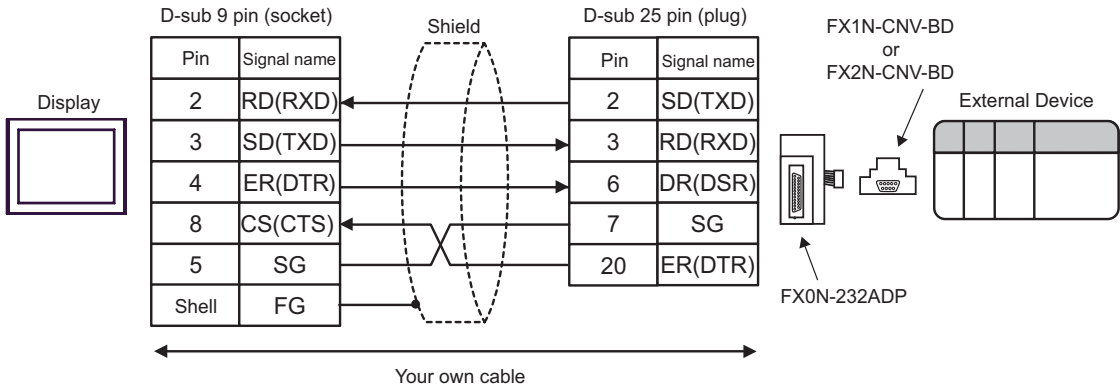 D-sub 9 pin (socket)
Shield
D-sub 25 pin (plug)
FX1N-CNV-BD
or
FX2N-CNV-BD
Display
External Device
Pin Signal name
2 RD(RXD)
3 SD(TXD)
4 ER(DTR)
8 CS(CTS)
5 SG
Shell FG
Pin Signal name
2 SD(TXD)
3 RD(RXD)
6 DR(DSR)
7 SG
20 ER(DTR)
FX0N-232ADP
Your own cable